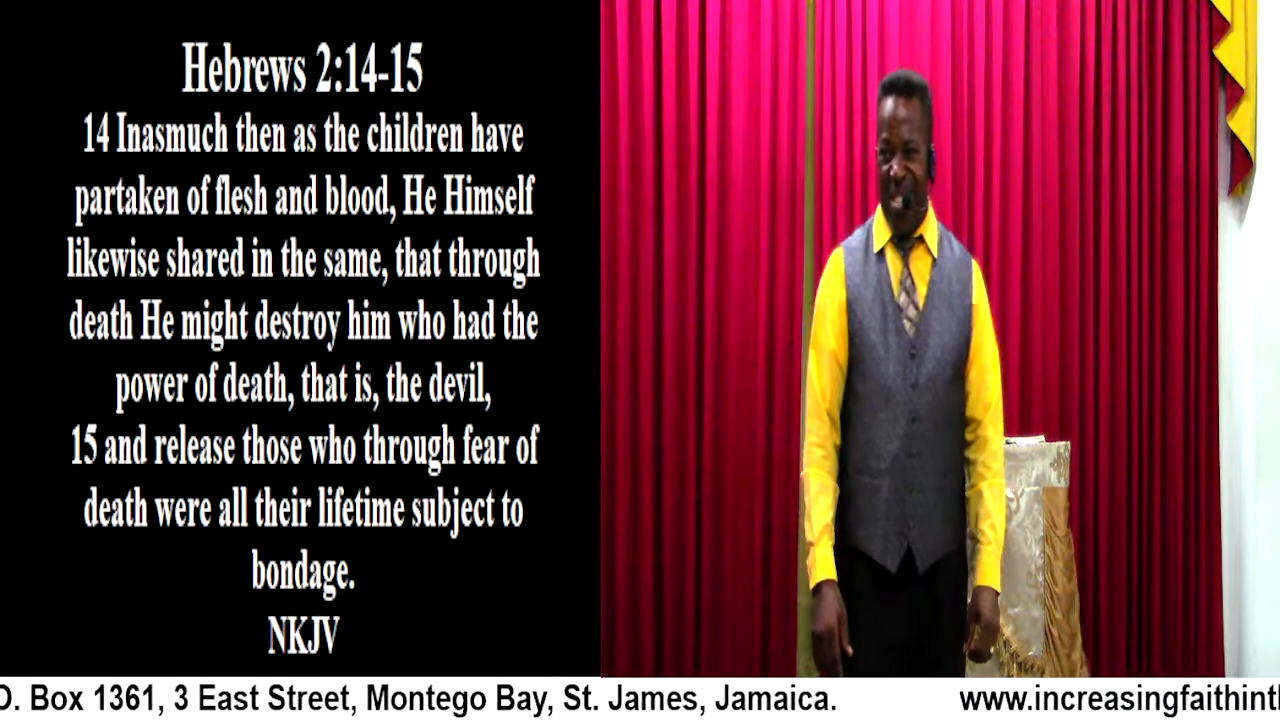 Hebrews 2:14-15
14 Inasmuch then as the children have
partaken of flesh and blood, He Himself
likewise shared in the same, that through
death He might destroy him who had the
power of death, that is, the devil,
15 and release those who through fear of
death were all their lifetime subject to
bondage.
NKJV
Box 1361, 3 East Street, Montego Bay, St. James, Jamaica. www.increasingfaithint